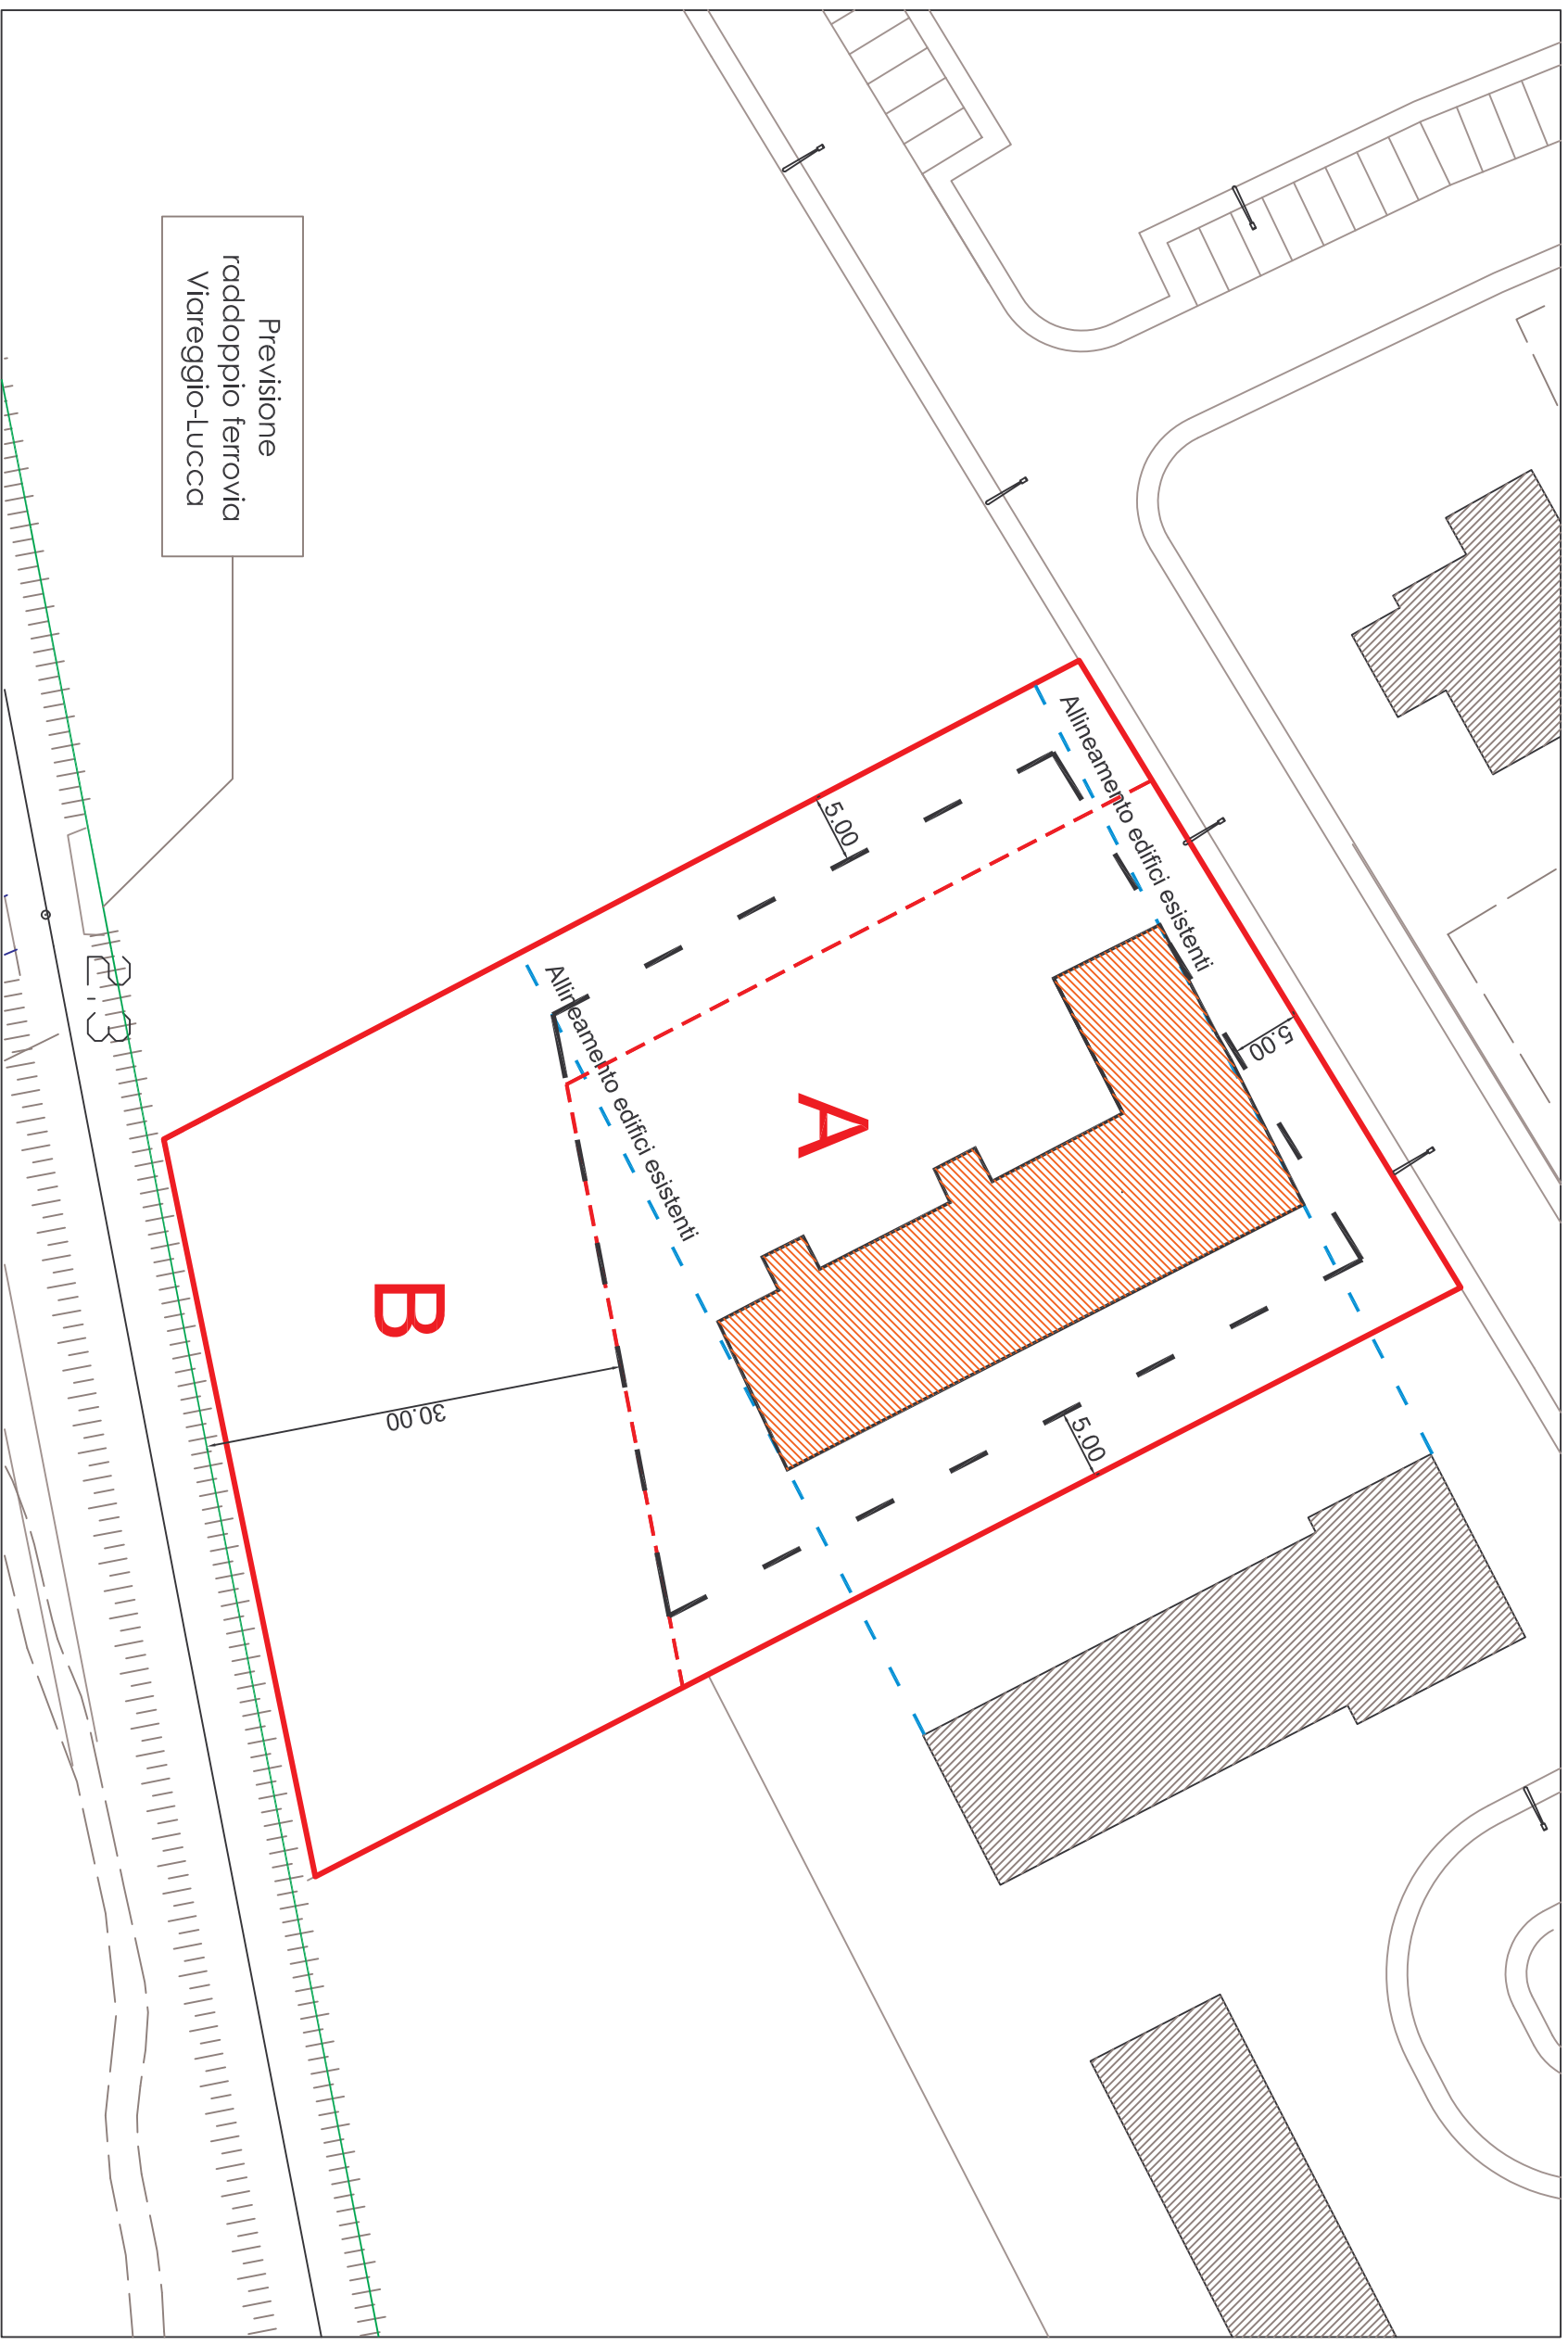 Previsione
raddoppio ferrovia
Viareggio-Lucca
Allineamento edifici esistenti
5.00
5.00
Allineamento edifici esistenti
A
B
30.00
5.00
2.3